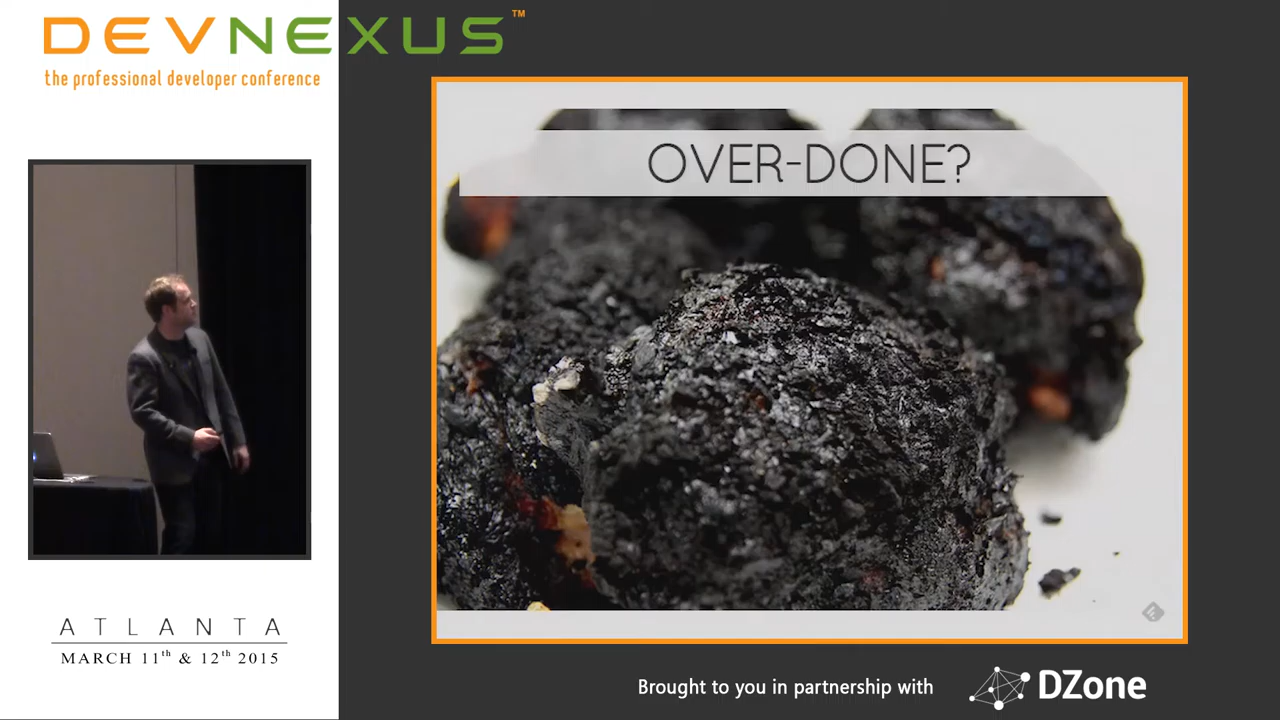 DEVNEXUS™
the professional developer conference
OVER-DONE?
ATLANTA
MARCH 11th & 12th 2015
Brought to you in partnership with DZone